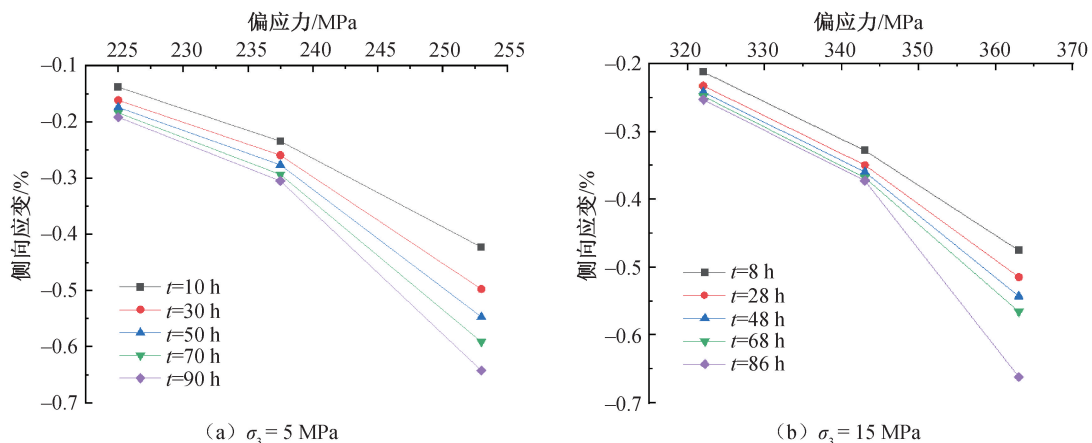 偏应力/MPa
225 230 235 240 245 250 255
–0.1
–0.2
–0.3
–0.4
–0.5
–0.6
–0.7
侧向应变/%
t=10 h
t=30 h
t=50 h
t=70 h
t=90 h
(a) σ3 = 5 MPa
偏应力/MPa
320 330 340 350 360 370
–0.2
–0.3
–0.4
–0.5
–0.6
–0.7
侧向应变/%
t=8 h
t=28 h
t=48 h
t=68 h
t=86 h
(b) σ3 = 15 MPa